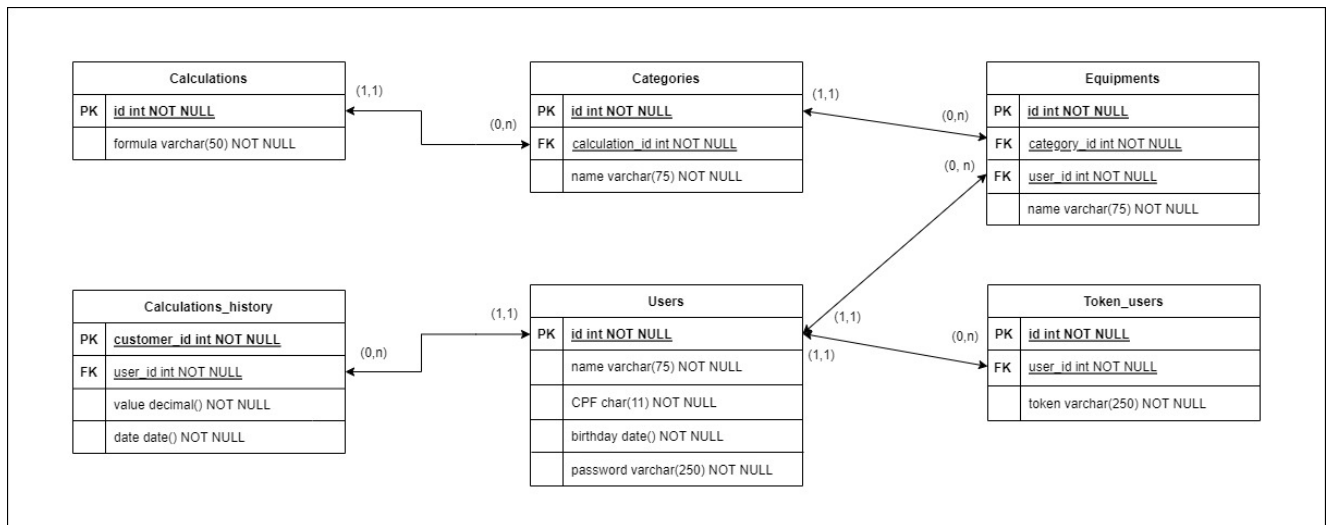 Calculations
PK id int NOT NULL
formula varchar(50) NOT NULL
(1,1)
(0,n)
Categories
PK id int NOT NULL
FK calculation_id int NOT NULL
name varchar(75) NOT NULL
(1,1)
(0,n)
Equipments
PK id int NOT NULL
FK category_id int NOT NULL
FK user_id int NOT NULL
name varchar(75) NOT NULL
(0, n)
(1,1)
Calculations_history
PK customer_id int NOT NULL
FK user_id int NOT NULL
value decimal() NOT NULL
date date() NOT NULL
(1,1)
(0,n)
Users
PK id int NOT NULL
name varchar(75) NOT NULL
CPF char(11) NOT NULL
birthday date() NOT NULL
password varchar(250) NOT NULL
(1,1)
(0,n)
Token_users
PK id int NOT NULL
FK user_id int NOT NULL
token varchar(250) NOT NULL